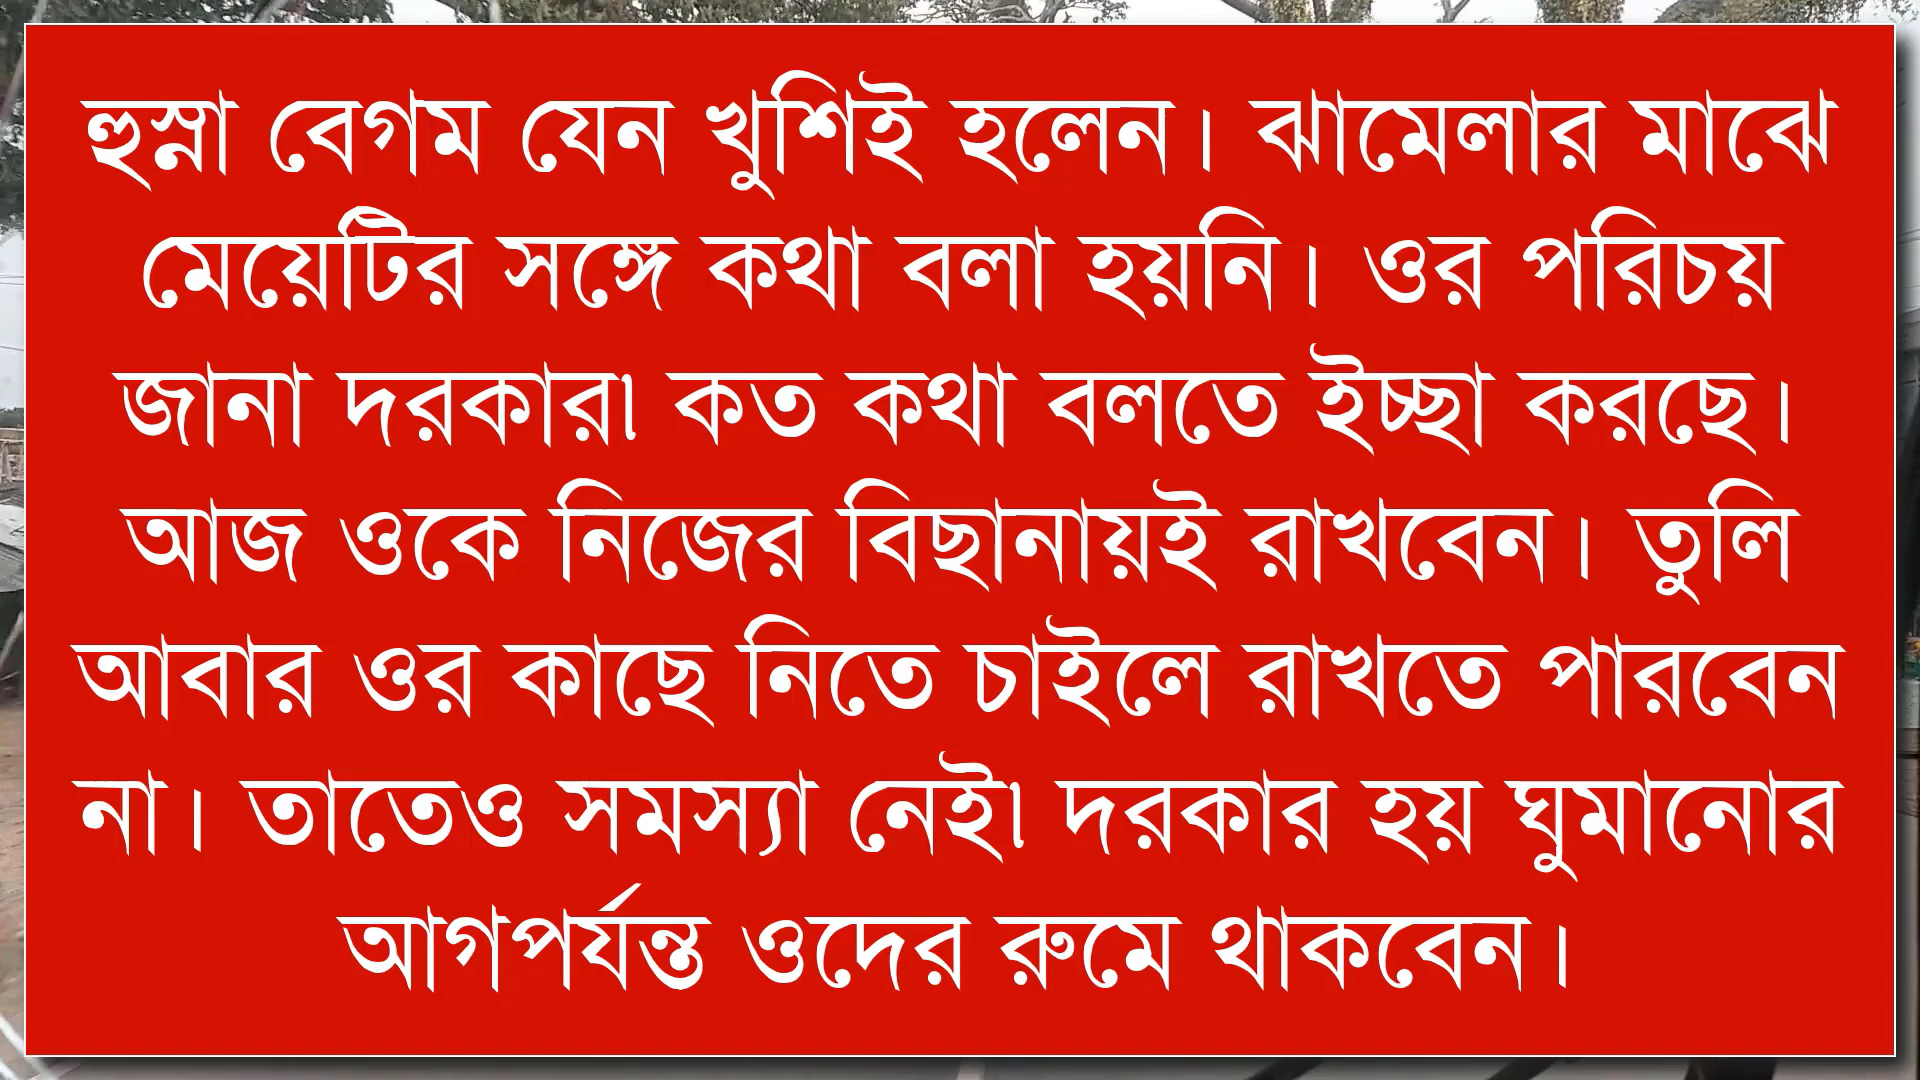 হুস্না বেগম যেন খুশিই হলেন। ঝামেলার মাঝে
মেয়েটির সঙ্গে কথা বলা হয়নি। ওর পরিচয়
জানা দরকার৷ কত কথা বলতে ইচ্ছা করছে।
আজ ওকে নিজের বিছানায়ই রাখবেন। তুলি
আবার ওর কাছে নিতে চাইলে রাখতে পারবেন
না। তাতেও সমস্যা নেই৷ দরকার হয় ঘুমানোর
আগপর্যন্ত ওদের রুমে থাকবেন।